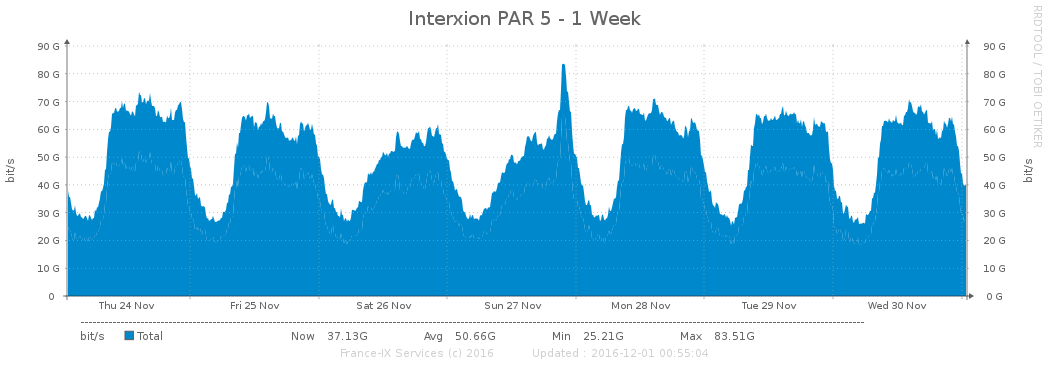 Interxion PAR 5 - 1 Week
RRDTOOL / TOBI OETIKER
90 G 90 G
80 G 80 G
70 G 70 G
60 G 60 G
50 G 50 G
40 G 40 G
30 G 30 G
20 G 20 G
10 G 10 G
0 0 G
bit/s
bit/s
Thu 24 Nov Fri 25 Nov Sat 26 Nov Sun 27 Nov Mon 28 Nov Tue 29 Nov Wed 30 Nov
bit/s Total Now 37.13G Avg 50.66G Min 25.21G Max 83.51G
France-IX Services (c) 2016 Updated : 2016-12-01 00:55:04